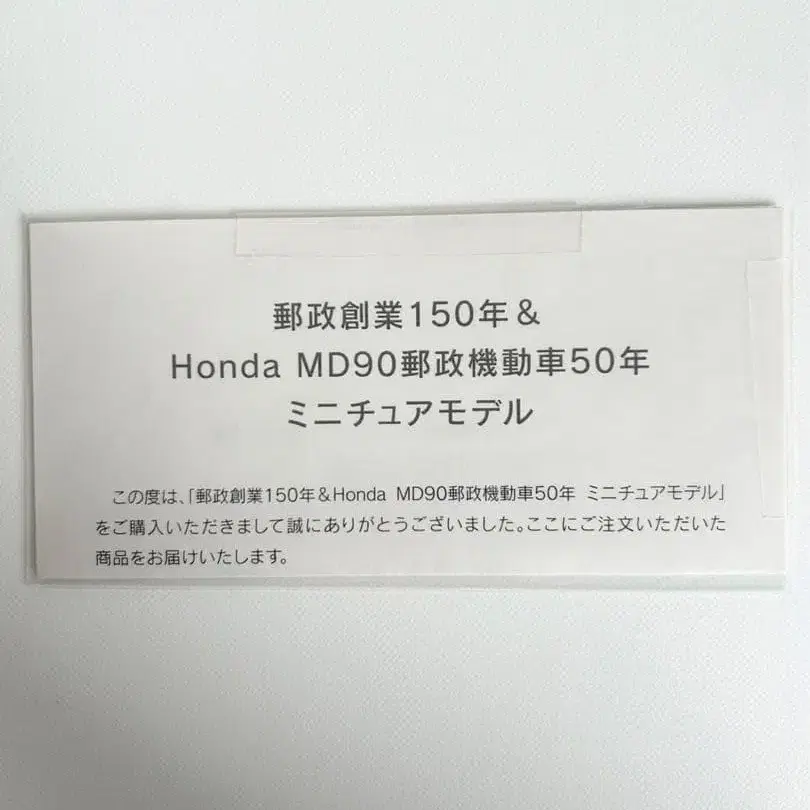 郵政創業150年&
Honda MD90郵政機動車50年
ミニチュアモデル
この度は、「郵政創業150年&Honda MD90郵政機動車50年 ミニチュアモデル」
をご購入いただきまして誠にありがとうございました。ここにご注文いただいた
商品をお届けいたします。